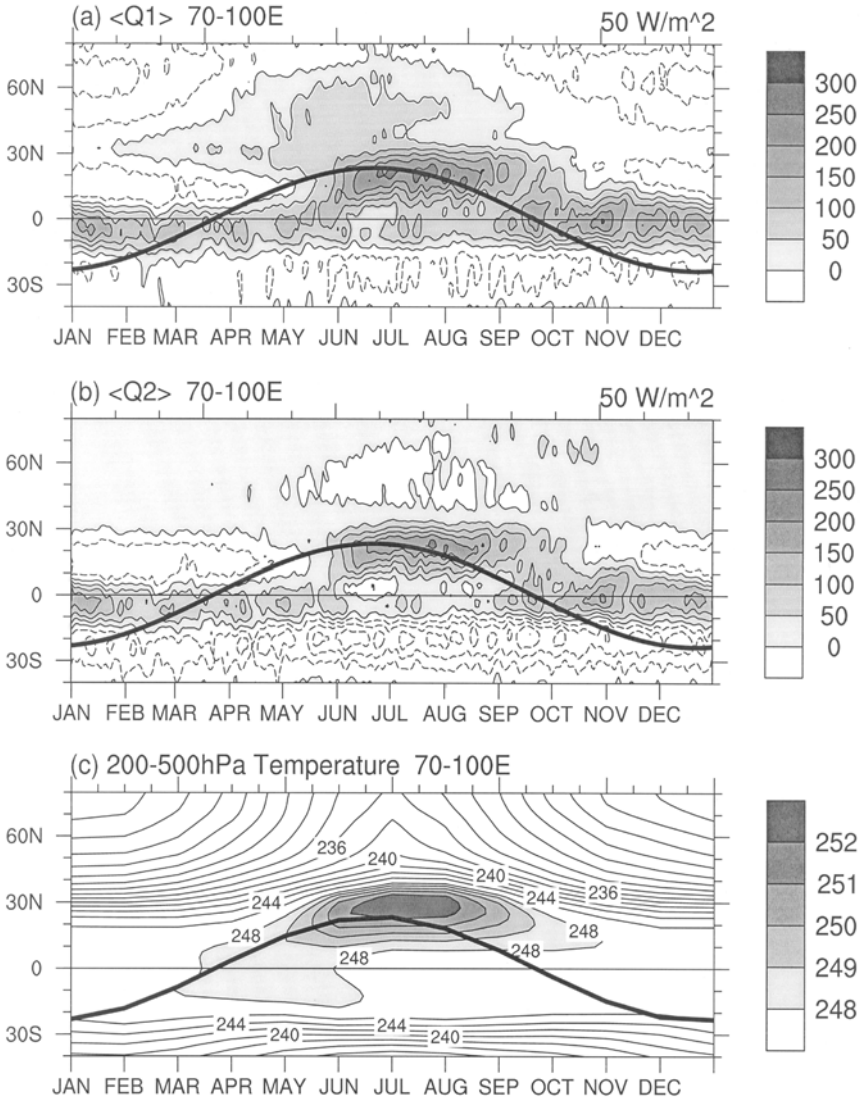 (a) <Q1> 70-100E 50 W/m^2
60N
30N
0
30S
JAN FEB MAR APR MAY JUN JUL AUG SEP OCT NOV DEC
300
250
200
150
100
50
0
(b) <Q2> 70-100E 50 W/m^2
60N
30N
0
30S
JAN FEB MAR APR MAY JUN JUL AUG SEP OCT NOV DEC
300
250
200
150
100
50
0
(c) 200-500hPa Temperature 70-100E
60N
30N
0
30S
236
240
240
244
244
236
248
248
248
248
244
240
244
240
JAN FEB MAR APR MAY JUN JUL AUG SEP OCT NOV DEC
252
251
250
249
248